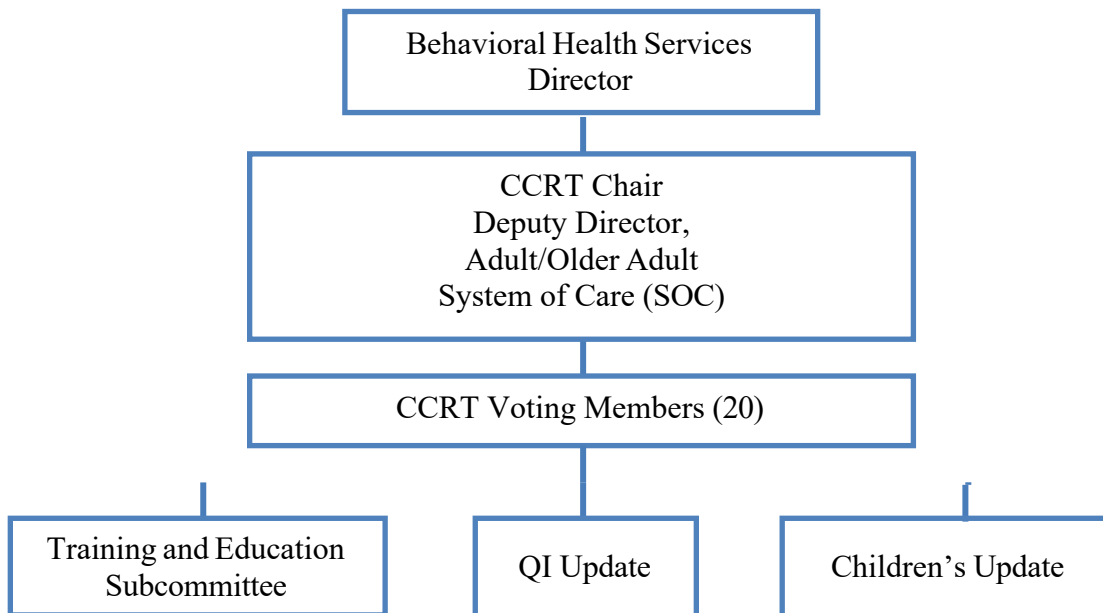 Behavioral Health Services
Director
CCRT Chair
Deputy Director,
Adult/Older Adult
System of Care (SOC)
CCRT Voting Members (20)
Training and Education
Subcommittee
QI Update
Children’s Update